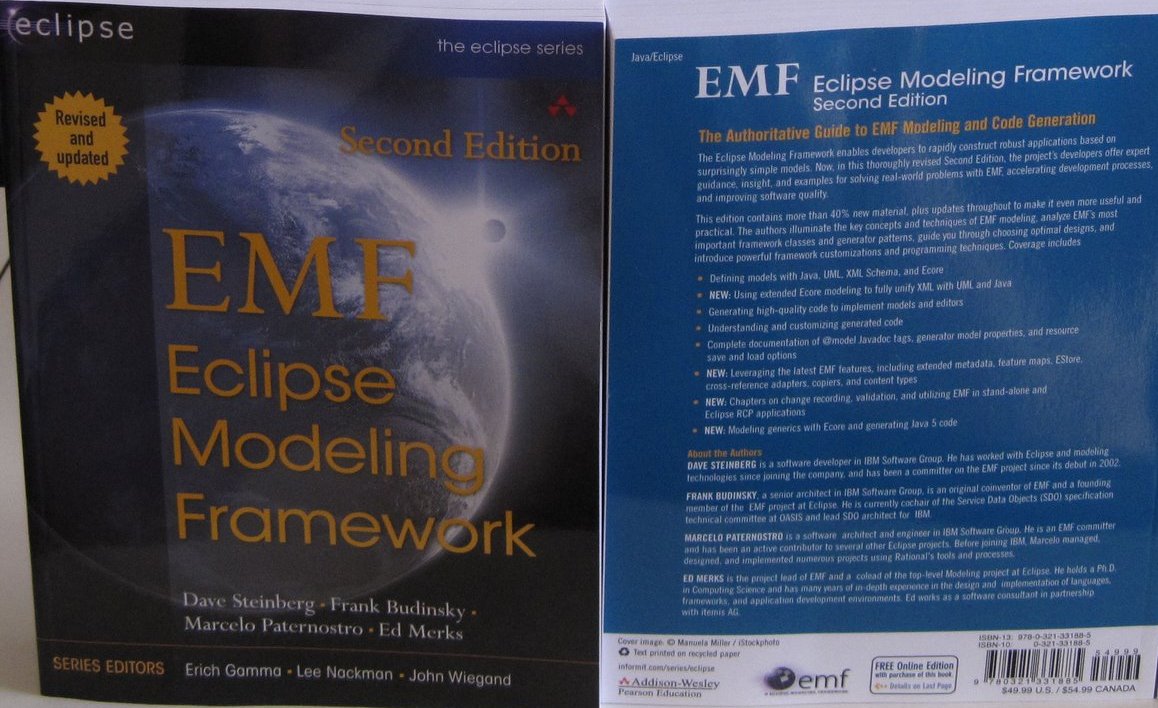 eclipse
the eclipse series
Revised
and
updated
Second Edition
EMF
Eclipse
Modeling
Framework
Dave Steinberg • Frank Budinsky •
Marcelo Paternostro • Ed Merks
SERIES EDITORS Erich Gamma • Lee Nackman • John Wiegand
Java/Eclipse
EMF Eclipse Modeling Framework
Second Edition
The Authoritative Guide to EMF Modeling and Code Generation
The Eclipse Modeling Framework enables developers to rapidly construct robust applications based on
surprisingly simple models. Now, in this thoroughly revised Second Edition, the project's developers offer expert
guidance, insight, and examples for solving real-world problems with EMF, accelerating development processes,
and improving software quality.
This edition contains more than 40% new material, plus updates throughout to make it even more useful and
practical. The authors illuminate the key concepts and techniques of EMF modeling, analyze EMF's most
important framework classes and generator patterns, guide you through choosing optimal designs, and
introduce powerful framework customizations and programming techniques. Coverage includes
• Defining models with Java, UML, XML Schema, and Ecore
• NEW: Using extended Ecore modeling to fully unify XML with UML and Java
• Generating high-quality code to implement models and editors
• Understanding and customizing generated code
• Complete documentation of @model Javadoc tags, generator model properties, and resource
save and load options
• NEW: Leveraging the latest EMF features, including extended metadata, feature maps, EStore,
cross-reference adapters, copiers, and content types
• NEW: Chapters on change recording, validation, and utilizing EMF in stand-alone and
Eclipse RCP applications
• NEW: Modeling generics with Ecore and generating Java 5 code
About the Authors
DAVE STEINBERG is a software developer in IBM Software Group. He has worked with Eclipse and modeling
technologies since joining the company, and has been a committer on the EMF project since its debut in 2002.
FRANK BUDINSKY, a senior architect in IBM Software Group, is an original coinventor of EMF and a founding
member of the EMF project at Eclipse. He is currently cochair of the Service Data Objects (SDO) specification
technical committee at OASIS and lead SDO architect for IBM.
MARCELO PATERNOSTRO is a software architect and engineer in IBM Software Group. He is an EMF committer
and has been an active contributor to several other Eclipse projects. Before joining IBM, Marcelo managed,
designed, and implemented numerous projects using Rational's tools and processes.
ED MERKS is the project lead of EMF and a colead of the top-level Modeling project at Eclipse. He holds a Ph.D.
in Computing Science and has many years of in-depth experience in the design and implementation of languages,
frameworks, and application development environments. Ed works as a software consultant in partnership
with itemis AG.
Cover image: © Manuela Miller / iStockphoto
Text printed on recycled paper
informit.com/series/eclipse
Addison-Wesley
Pearson Education
emf
FREE Online Edition
with purchase of this book.
Details on Last Page
ISBN-13: 978-0-321-33188-5
ISBN-10: 0-321-33188-5
54999
9 780321 331885
$49.99 U.S. / $54.99 CANADA